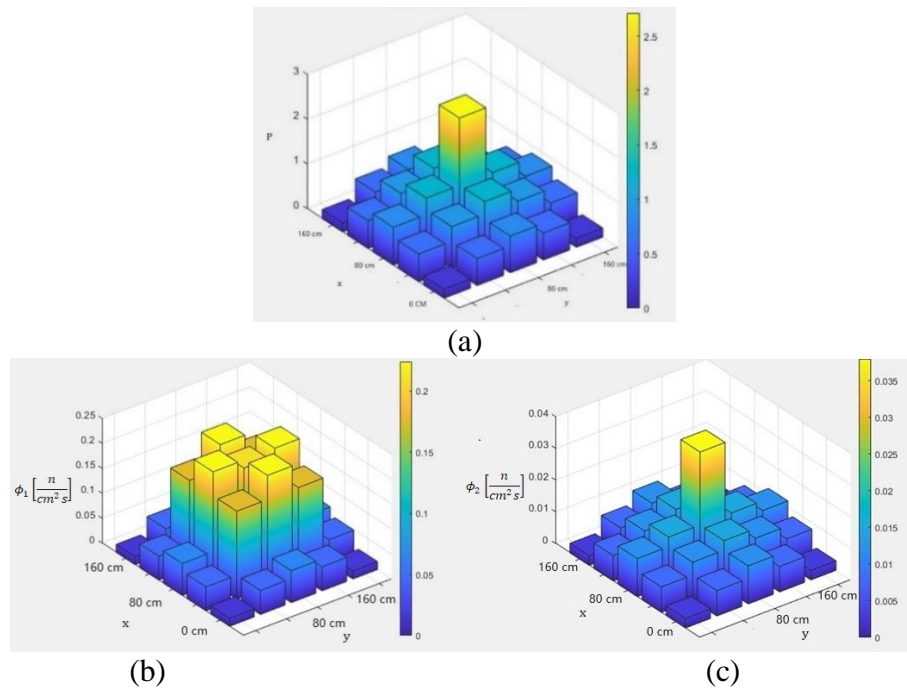 3
2
1
0
P
160 cm
80 cm
0 CM
x
80 cm
160 cm
y
2.5
2
1.5
1
0.5
0
(a)
0.25
0.2
0.15
0.1
0.05
0
ϕ₁ [n/cm² s]
160 cm
80 cm
0 cm
x
80 cm
160 cm
y
0.2
0.15
0.1
0.05
0
(b)
0.04
0.03
0.02
0.01
0
ϕ₂ [n/cm² s]
160 cm
80 cm
0 cm
x
80 cm
160 cm
y
0.035
0.03
0.025
0.02
0.015
0.01
0.005
0
(c)